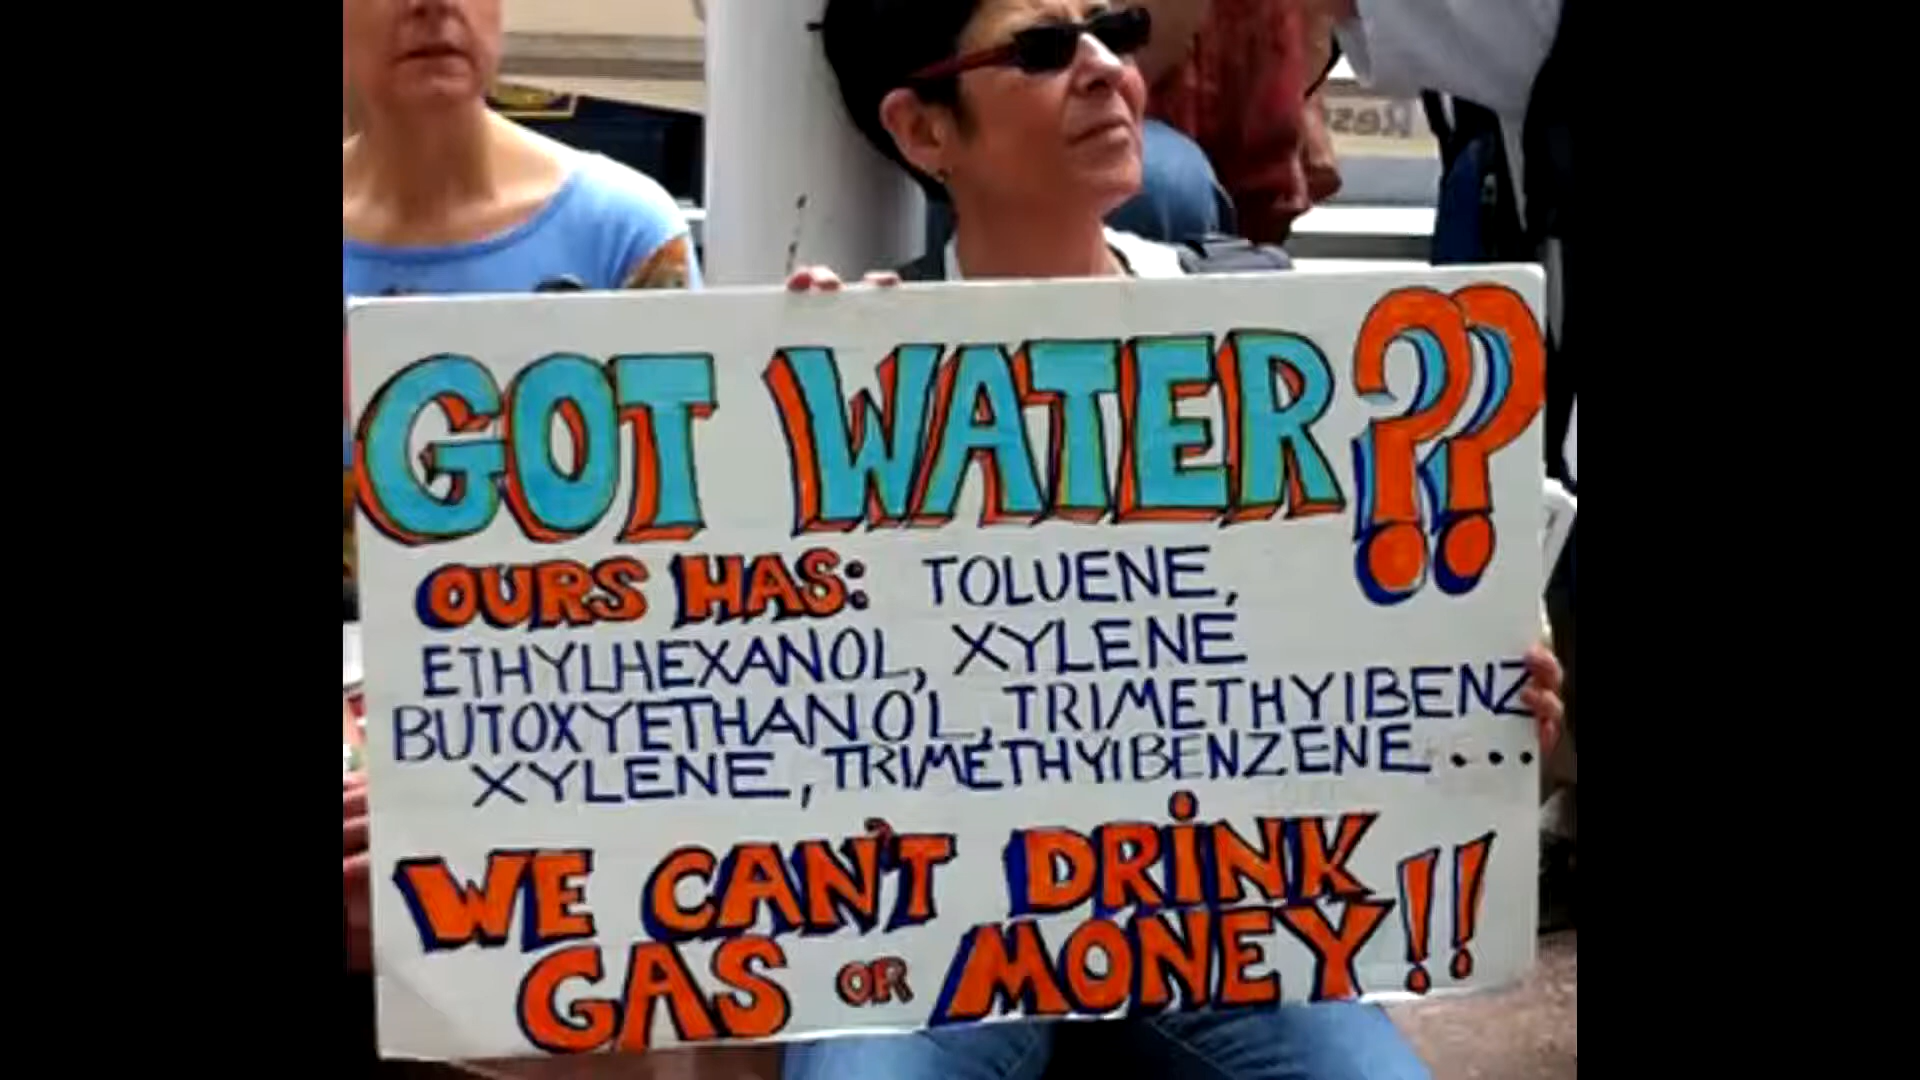 GOT WATER??
OURS HAS: TOLUENE,
ETHYLHEXANOL, XYLENE
BUTOXYETHANOL, TRIMETHYIBENZ
XYLENE, TRIMETHYIBENZENE...
WE CAN'T DRINK
GAS OR MONEY!!